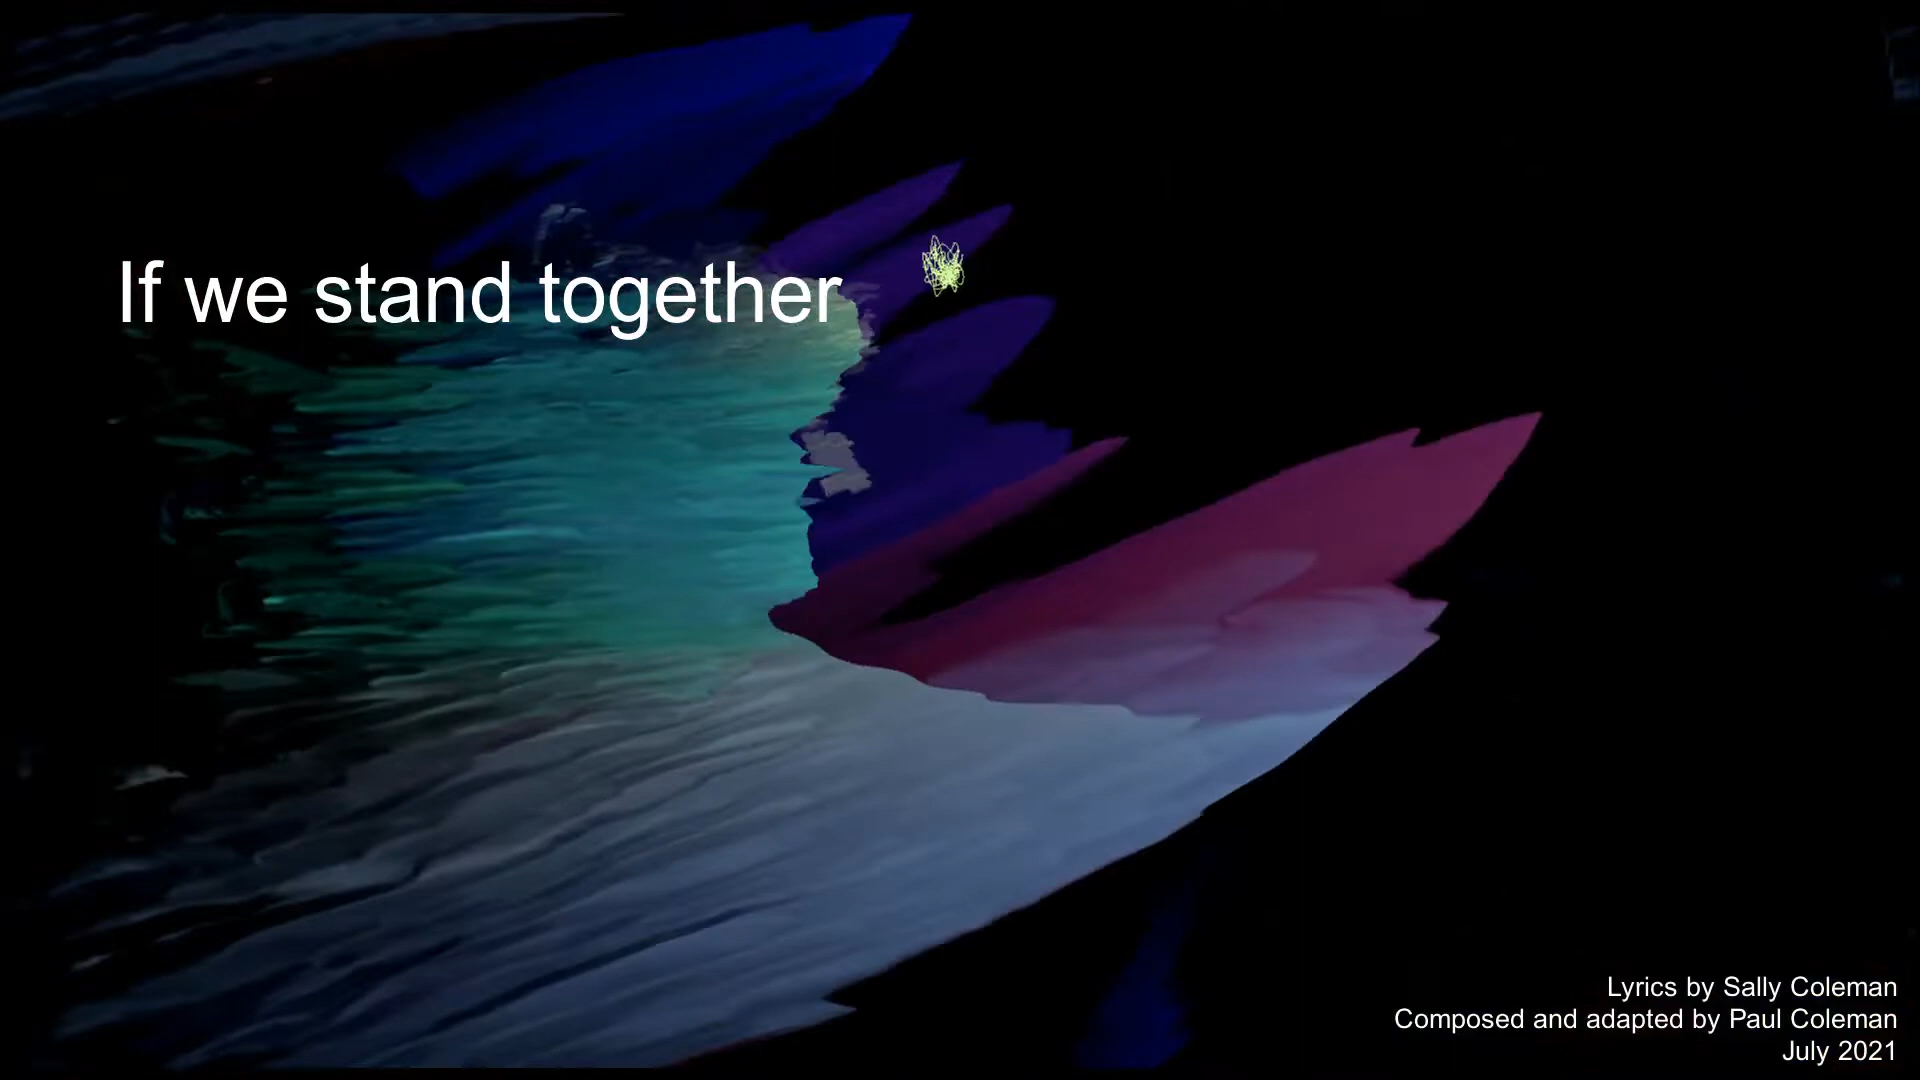 If we stand together
Lyrics by Sally Coleman
Composed and adapted by Paul Coleman
July 2021